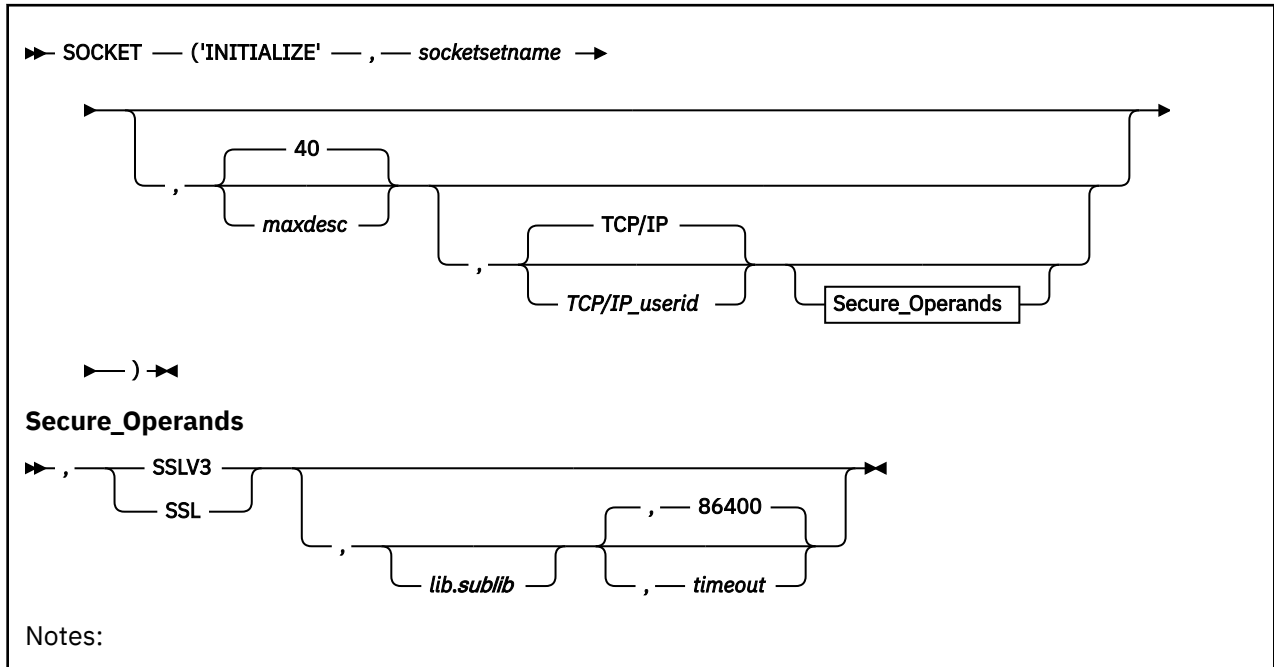 SOCKET ('INITIALIZE' , socketsetname
40
, maxdesc
TCP/IP
, TCP/IP_userid Secure_Operands
)
Secure_Operands
, SSLV3
SSL
, 86400
, lib.sublib , timeout
Notes: